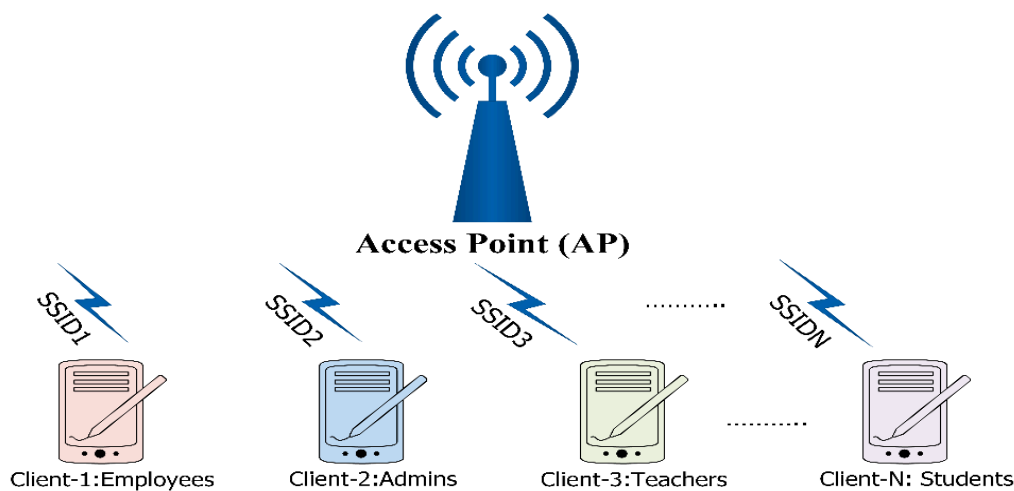 Access Point (AP)
SSID1
SSID2
SSID3
SSIDN
Client-1:Employees
Client-2:Admins
Client-3:Teachers
Client-N: Students